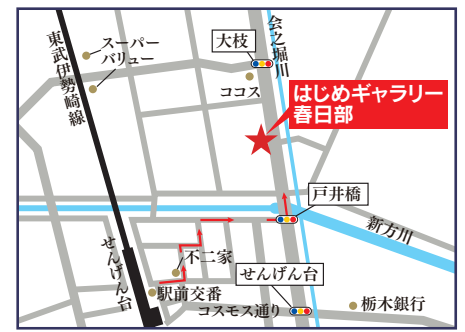 東武伊勢崎線
スーパー
バリュー
大枝
会之堀川
ココス
はじめギャラリー
春日部
戸井橋
新方川
せんげん台
不二家
駅前交番
せんげん台
コスモス通り
栃木銀行